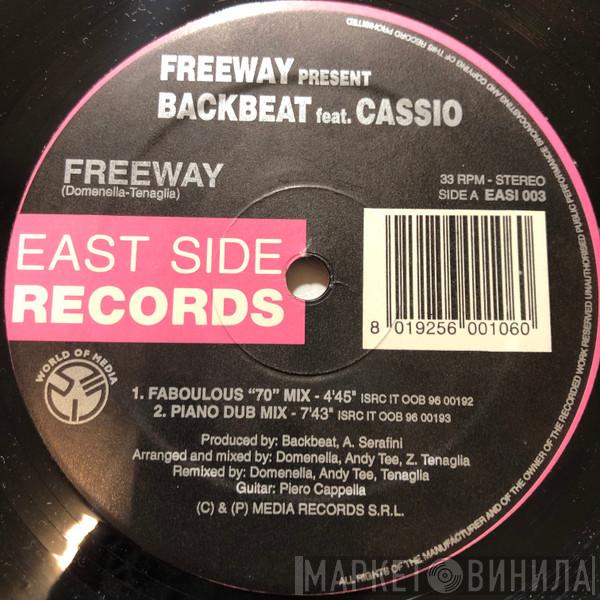 FREEWAY PRESENT
BACKBEAT feat. CASSIO
FREEWAY
(Domenella-Tenaglia)
33 RPM - STEREO
SIDE A EASI 003
EAST SIDE
RECORDS
8 019256 001060
WORLD OF MEDIA
1. FABOULOUS "70" MIX - 4'45" ISRC IT OOB 96 00192
2. PIANO DUB MIX - 7'43" ISRC IT OOB 96 00193
Produced by: Backbeat, A. Serafini
Arranged and mixed by: Domenella, Andy Tee, Z. Tenaglia
Remixed by: Domenella, Andy Tee, Tenaglia
Guitar: Piero Cappella
(C) & (P) MEDIA RECORDS S.R.L.
ALL RIGHTS OF THE MANUFACTURER AND OF THE OWNER OF THE RECORDED WORK RESERVED UNAUTHORISED PUBLIC PERFORMANCE BROADCASTING AND COPYING OF THIS RECORD PROHIBITED
МАРКЕТ ВИНИЛА